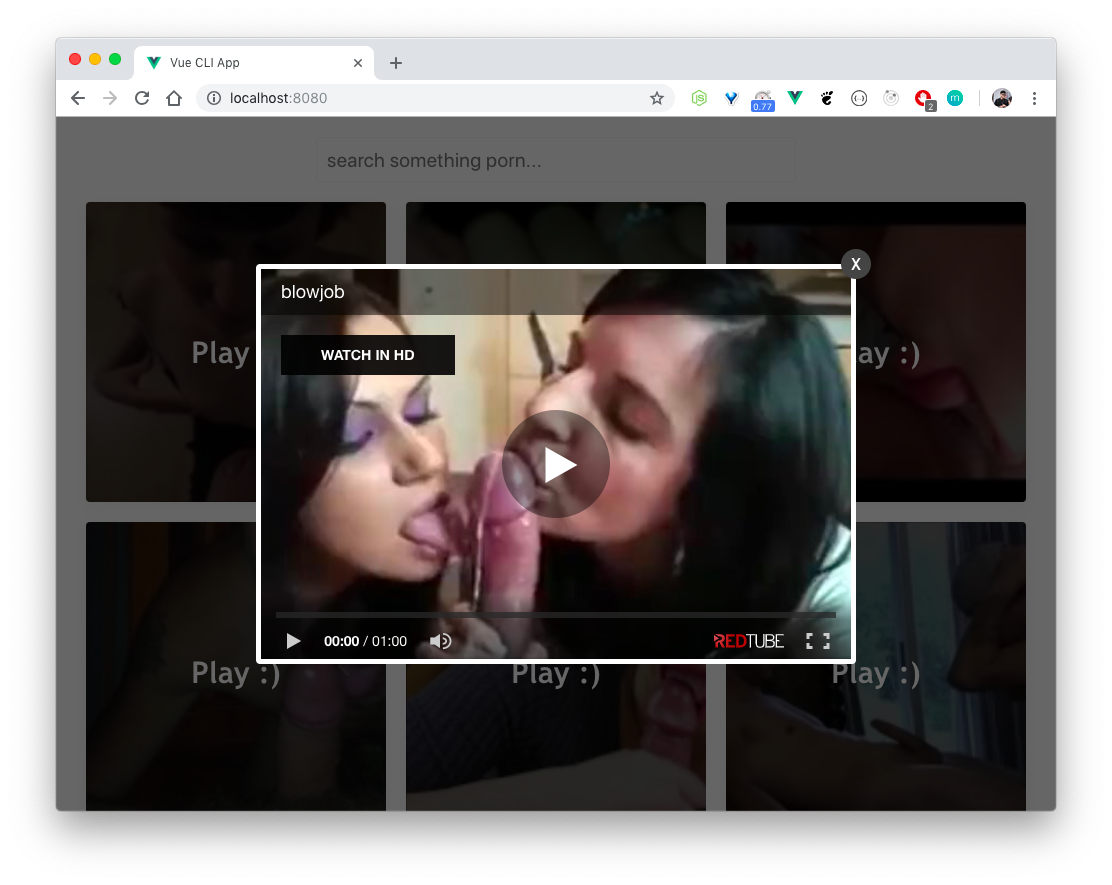 Vue CLI App
localhost:8080
0.77
2
m
search something porn...
X
blowjob
WATCH IN HD
Play
ay :)
00:00 / 01:00
REDTUBE
Play :)
Play :)
Play :)